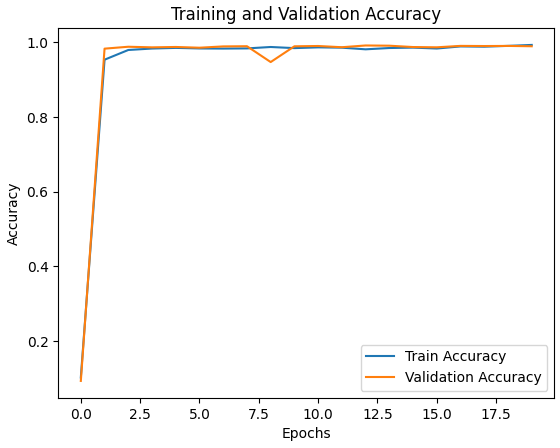 Training and Validation Accuracy
1.0
0.8
0.6
0.4
0.2
Accuracy
Train Accuracy
Validation Accuracy
0.0 2.5 5.0 7.5 10.0 12.5 15.0 17.5
Epochs